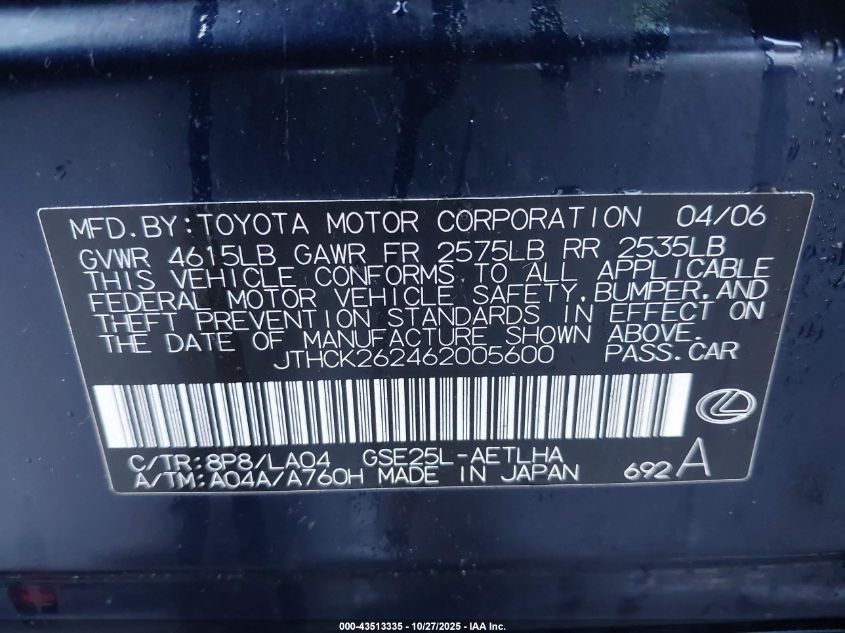 MFD. BY: TOYOTA MOTOR CORPORATION 04/06
GVWR 4615LB GAWR FR 2575LB RR 2535LB
THIS VEHICLE CONFORMS TO ALL APPLICABLE
FEDERAL MOTOR VEHICLE SAFETY, BUMPER, AND
THEFT PREVENTION STANDARDS IN EFFECT ON
THE DATE OF MANUFACTURE SHOWN ABOVE.
JTHCK262462005600 PASS. CAR
C/TR: 8P8/LA04 GSE25L-AETLHA
A/TM: A04A/A760H MADE IN JAPAN 692 A
000-43513335 - 10/27/2025 - IAA Inc.